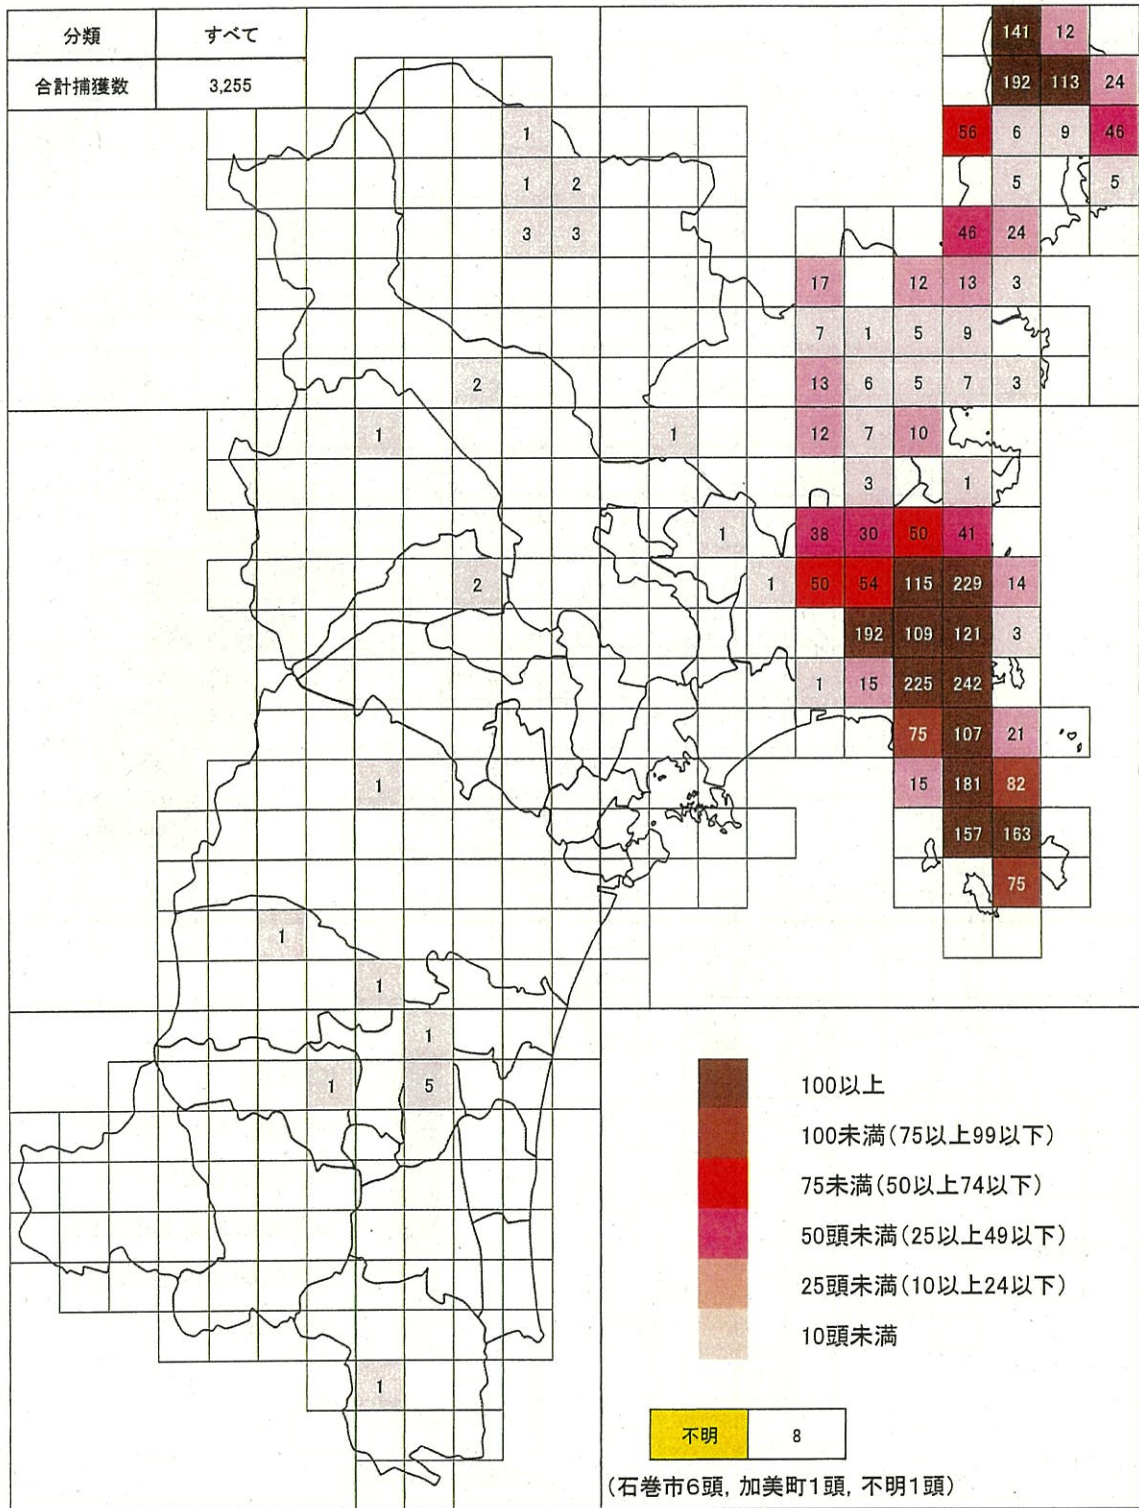 分類 すべて
合計捕獲数 3,255
141 12
192 113 24
1 56 6 9 46
1 2 5 5
3 3 46 24
17 12 13 3
7 1 5 9
2 13 6 5 7 3
1 1 12 7 10
3 1
1 38 30 50 41
2 1 50 54 115 229 14
192 109 121 3
1 15 225 242
75 107 21
1 15 181 82
157 163
75
1
1
1
1 5
100以上
100未満(75以上99以下)
75未満(50以上74以下)
50頭未満(25以上49以下)
25頭未満(10以上24以下)
10頭未満
1
不明 8
(石巻市6頭, 加美町1頭, 不明1頭)